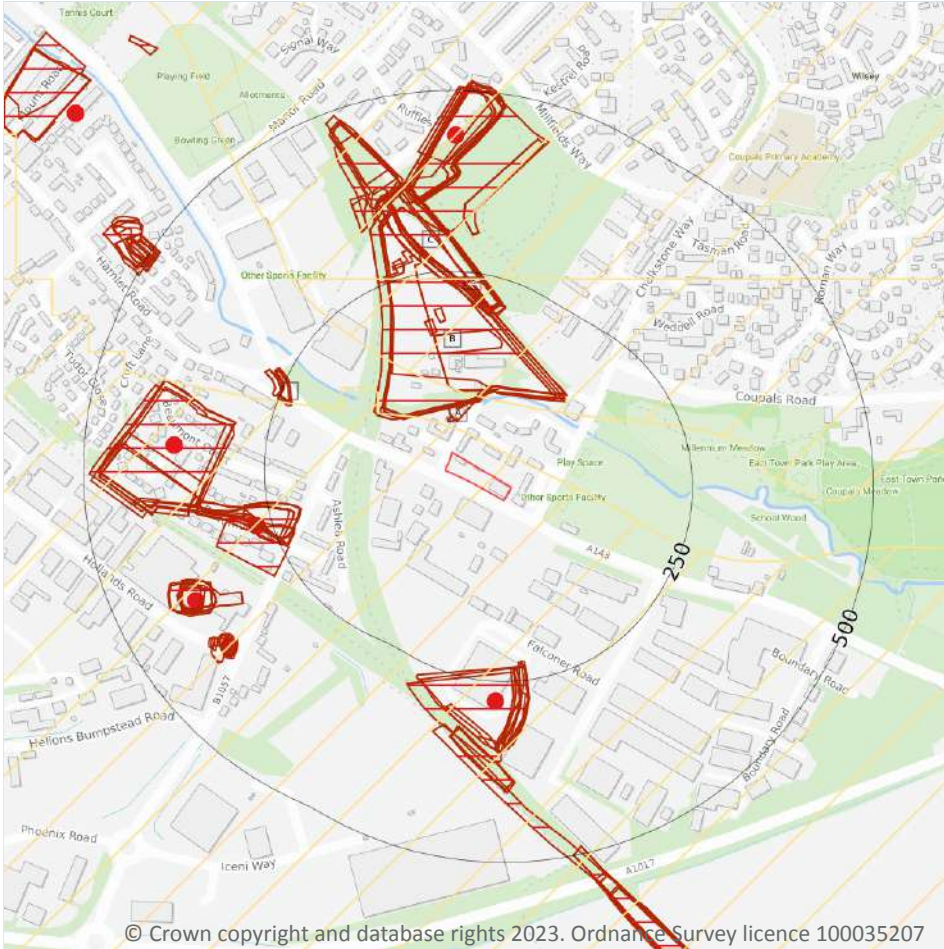 Tennis Court
Signal Way
Playing Field
Kestrel Road
Wilsey
Allotments
Manor Road
Ruffles
Millfields Way
Bowling Green
Coupals Primary Academy
Chalkstone Way
Tasman Road
C
Hamlet Road
Roman Way
Other Sports Facility
Weddell Road
B
Croft Lane
Tudor Close
Coupals Road
A
Millennium Meadow
Play Space
East Town Park Play Area
East Town Park
Coupals Meadow
Other Sports Facility
Ashlea Road
School Wood
A143
250
Hollands Road
500
Falconer Road
Boundary Road
B1057
Boundary Road
Helions Bumpstead Road
Phoenix Road
Iceni Way
A1017
© Crown copyright and database rights 2023. Ordnance Survey licence 100035207